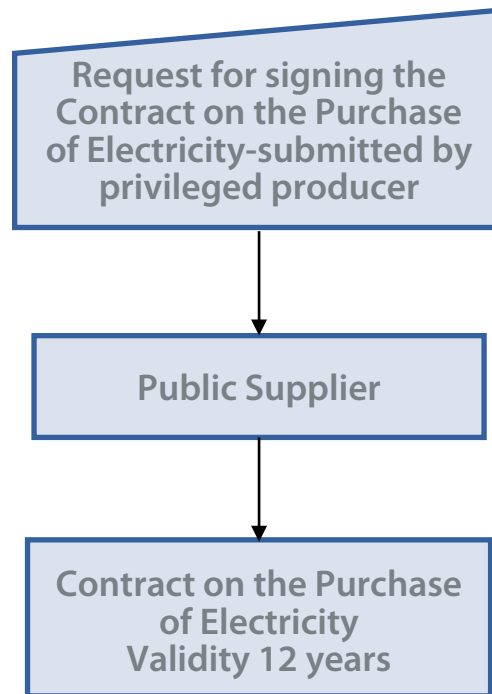 Request for signing the
Contract on the Purchase
of Electricity-submitted by
privileged producer
Public Supplier
Contract on the Purchase
of Electricity
Validity 12 years